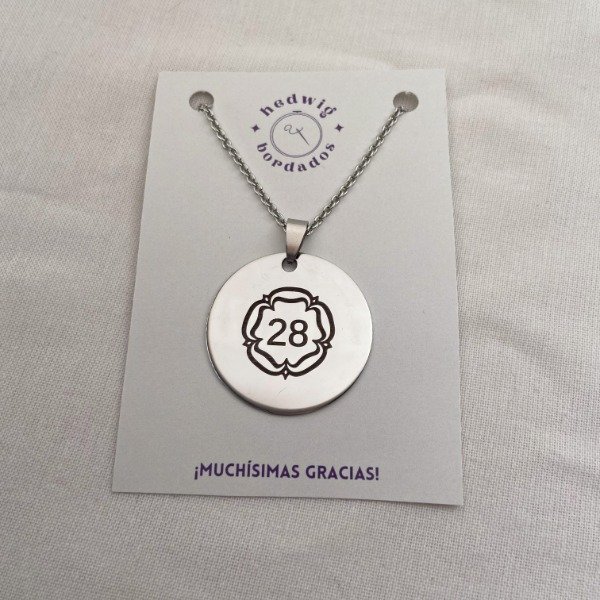 hedwig
bordados
28
¡MUCHÍSIMAS GRACIAS!